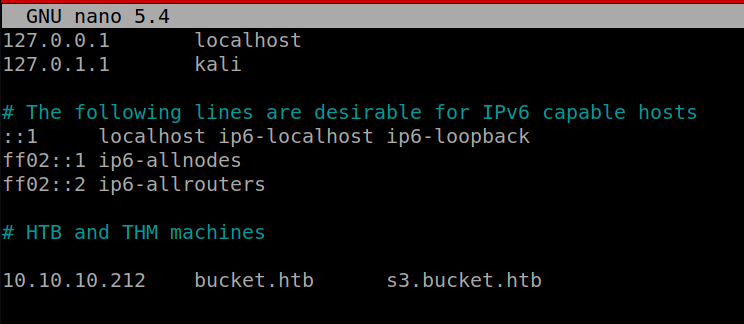 GNU nano 5.4
127.0.0.1 localhost
127.0.1.1 kali
# The following lines are desirable for IPv6 capable hosts
::1 localhost ip6-localhost ip6-loopback
ff02::1 ip6-allnodes
ff02::2 ip6-allrouters
# HTB and THM machines
10.10.10.212 bucket.htb s3.bucket.htb